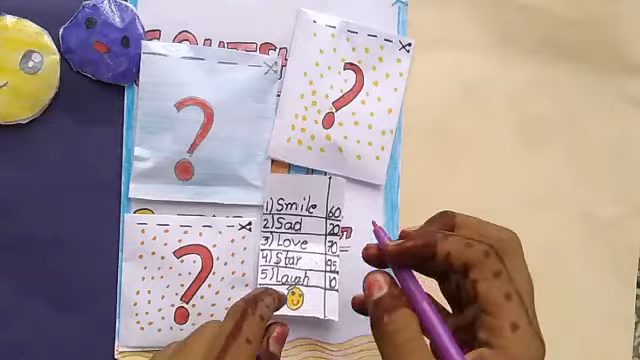 ?
?
1) Smile 60
2) Sad 20
3) Love 70
4) Star 95
5) Laugh 10
?